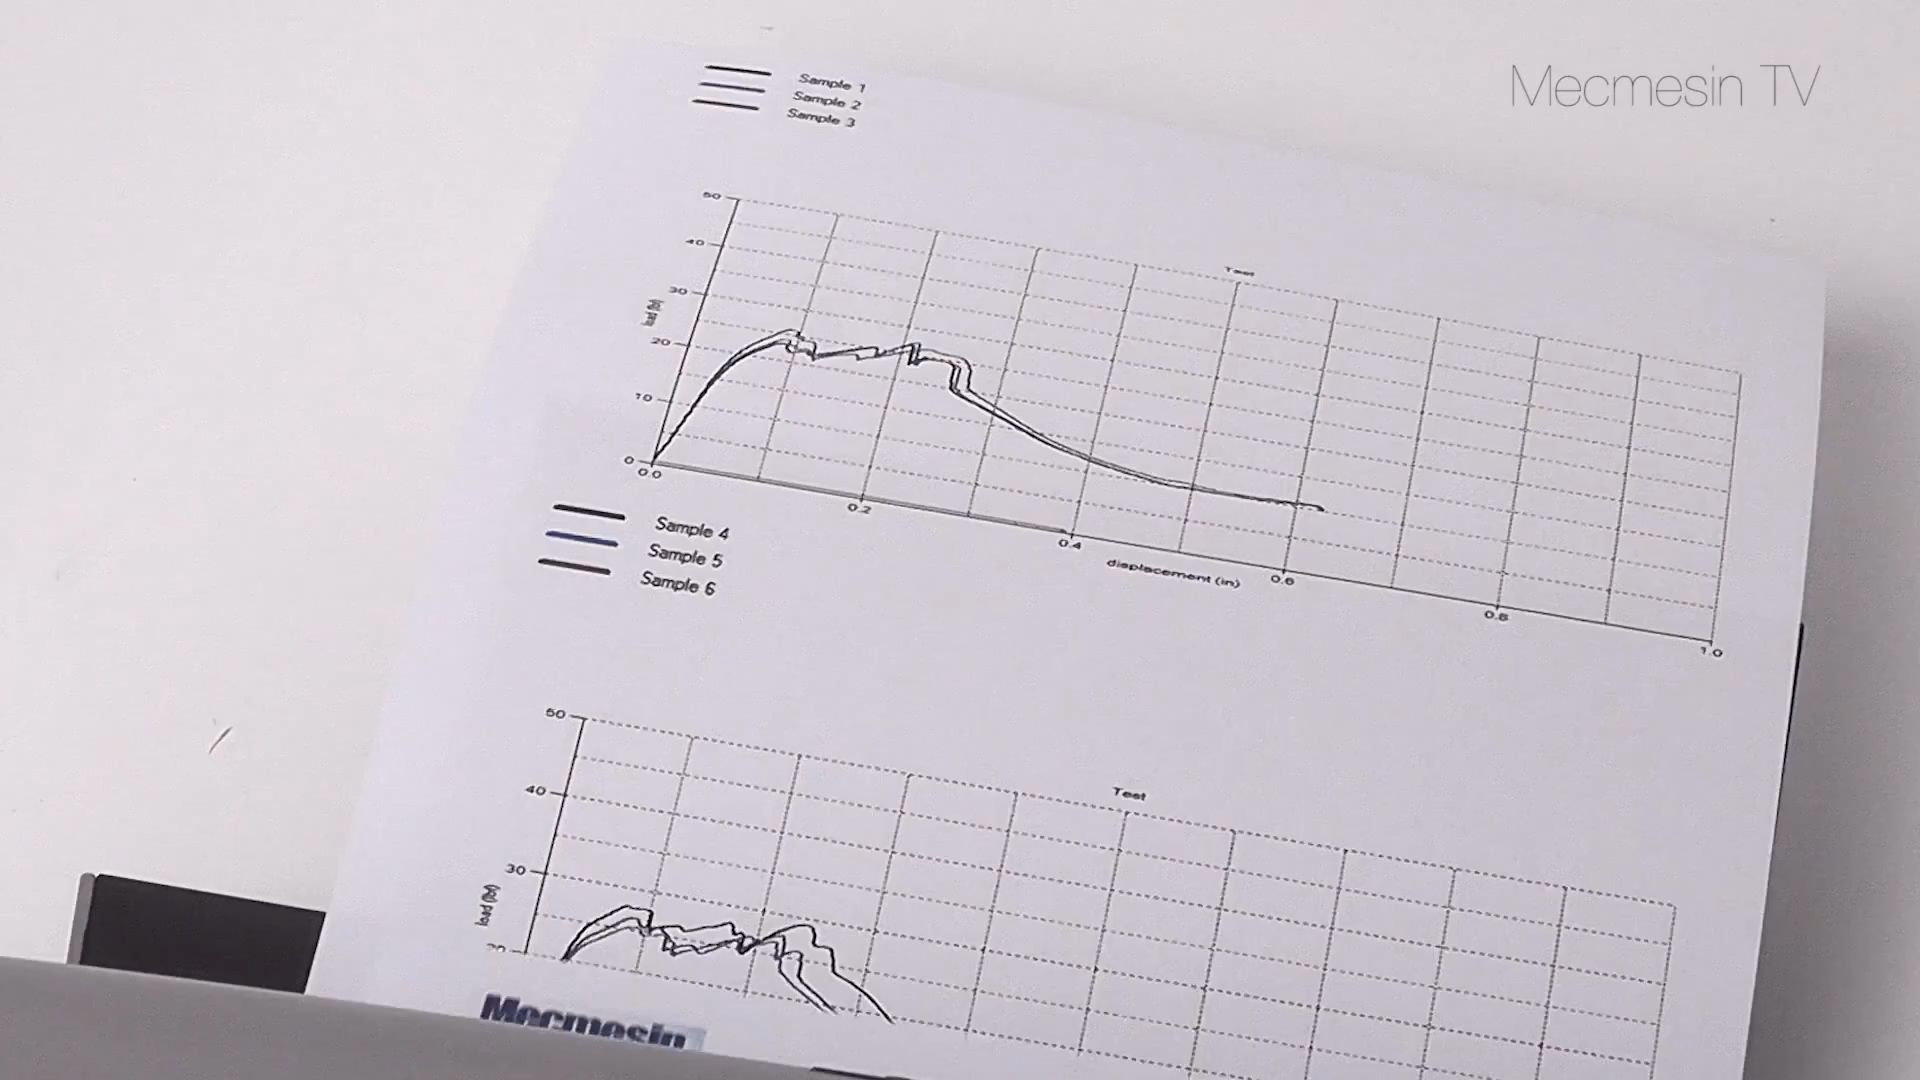 Mecmesin TV
Sample 1
Sample 2
Sample 3
Test
50
40
30
20
10
0
load (lbf)
0.0
0.2
0.4
0.6
0.8
1.0
displacement (in)
Sample 4
Sample 5
Sample 6
Test
50
40
30
20
load (lbf)
Mecmesin